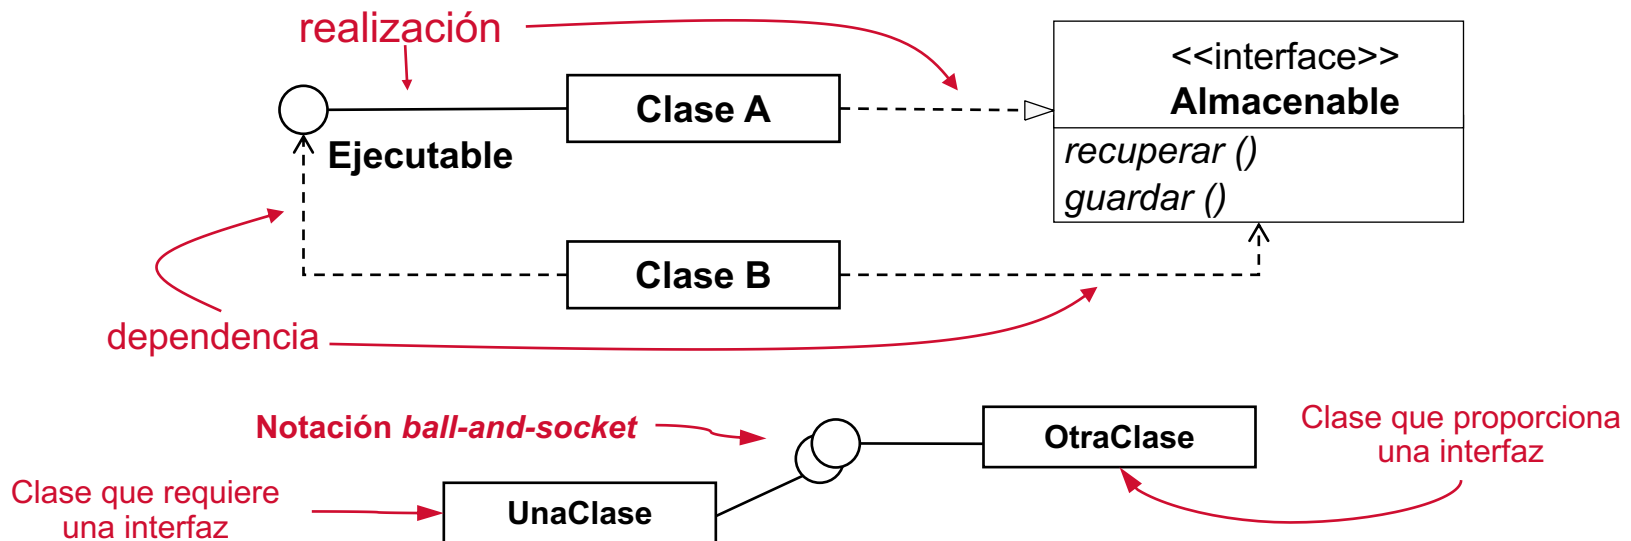 realización
<<interface>>
Almacenable
Clase A
Ejecutable
recuperar ()
guardar ()
Clase B
dependencia
Notación ball-and-socket
OtraClase
Clase que proporciona
una interfaz
Clase que requiere
una interfaz
UnaClase